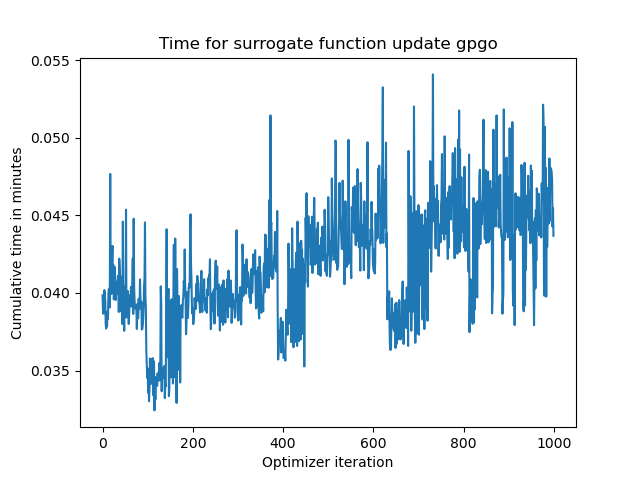 Time for surrogate function update gpgo
0.055
0.050
0.045
0.040
0.035
Cumulative time in minutes
0 200 400 600 800 1000
Optimizer iteration